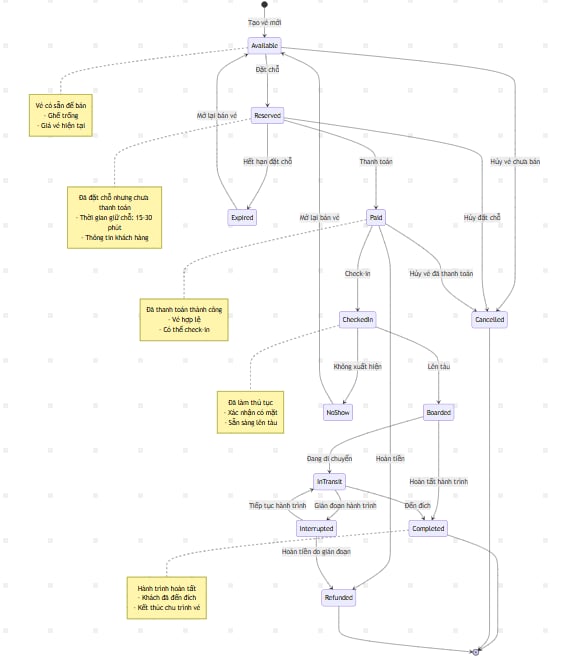 Tạo vé mới
Available
Đặt chỗ
Vé có sẵn để bán
- Ghế trống
- Giá vé hiện tại
Mở lại bán vé
Reserved
Hết hạn đặt chỗ
Thanh toán
Hủy vé chưa bán
Đã đặt chỗ nhưng chưa
thanh toán
- Thời gian giữ chỗ: 15-30
phút
- Thông tin khách hàng
Expired
Mở lại bán vé
Paid
Hủy đặt chỗ
Check-in
Hủy vé đã thanh toán
Đã thanh toán thành công
- Vé hợp lệ
- Có thể check-in
CheckedIn
Cancelled
Không xuất hiện
Lên tàu
Đã làm thủ tục
- Xác nhận có mặt
- Sẵn sàng lên tàu
NoShow
Boarded
Đang di chuyển
Hoàn tiền
InTransit
Hoàn tất hành trình
Tiếp tục hành trình
Gián đoạn hành trình
Đến đích
Interrupted
Completed
Hoàn tiền do gián đoạn
Hành trình hoàn tất
- Khách đã đến đích
- Kết thúc chu trình vé
Refunded